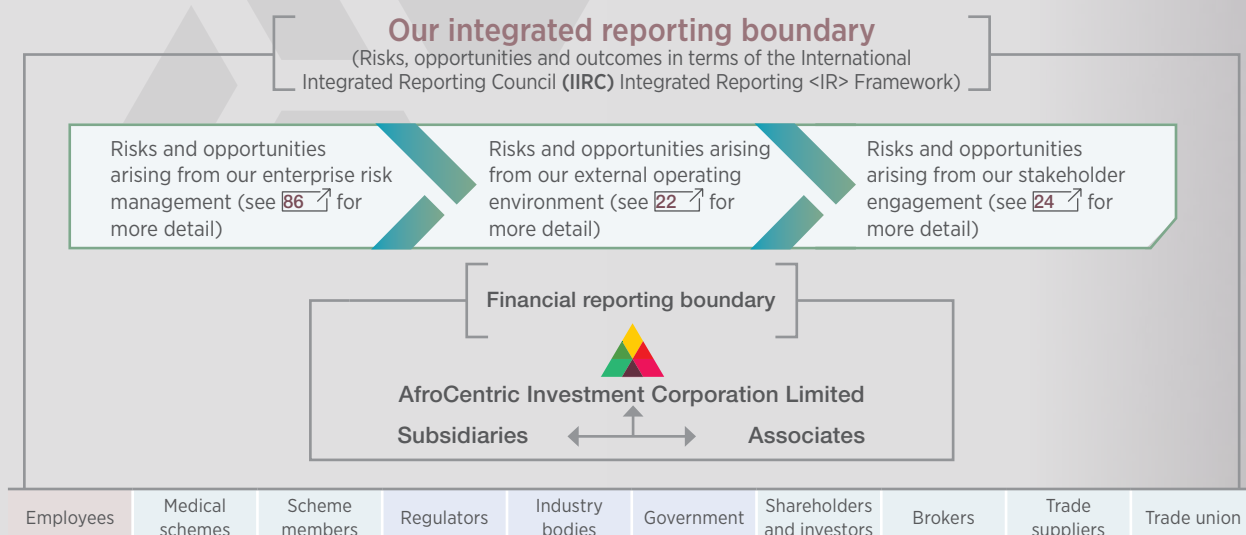 Our integrated reporting boundary
(Risks, opportunities and outcomes in terms of the International
Integrated Reporting Council (IIRC) Integrated Reporting <IR> Framework)
Risks and opportunities
arising from our enterprise risk
management (see 86 for
more detail)
Risks and opportunities arising
from our external operating
environment (see 22 for
more detail)
Risks and opportunities
arising from our stakeholder
engagement (see 24 for
more detail)
Financial reporting boundary
AfroCentric Investment Corporation Limited
Subsidiaries
Associates
Employees
Medical
schemes
Scheme
members
Regulators
Industry
bodies
Government
Shareholders
and investors
Brokers
Trade
suppliers
Trade union